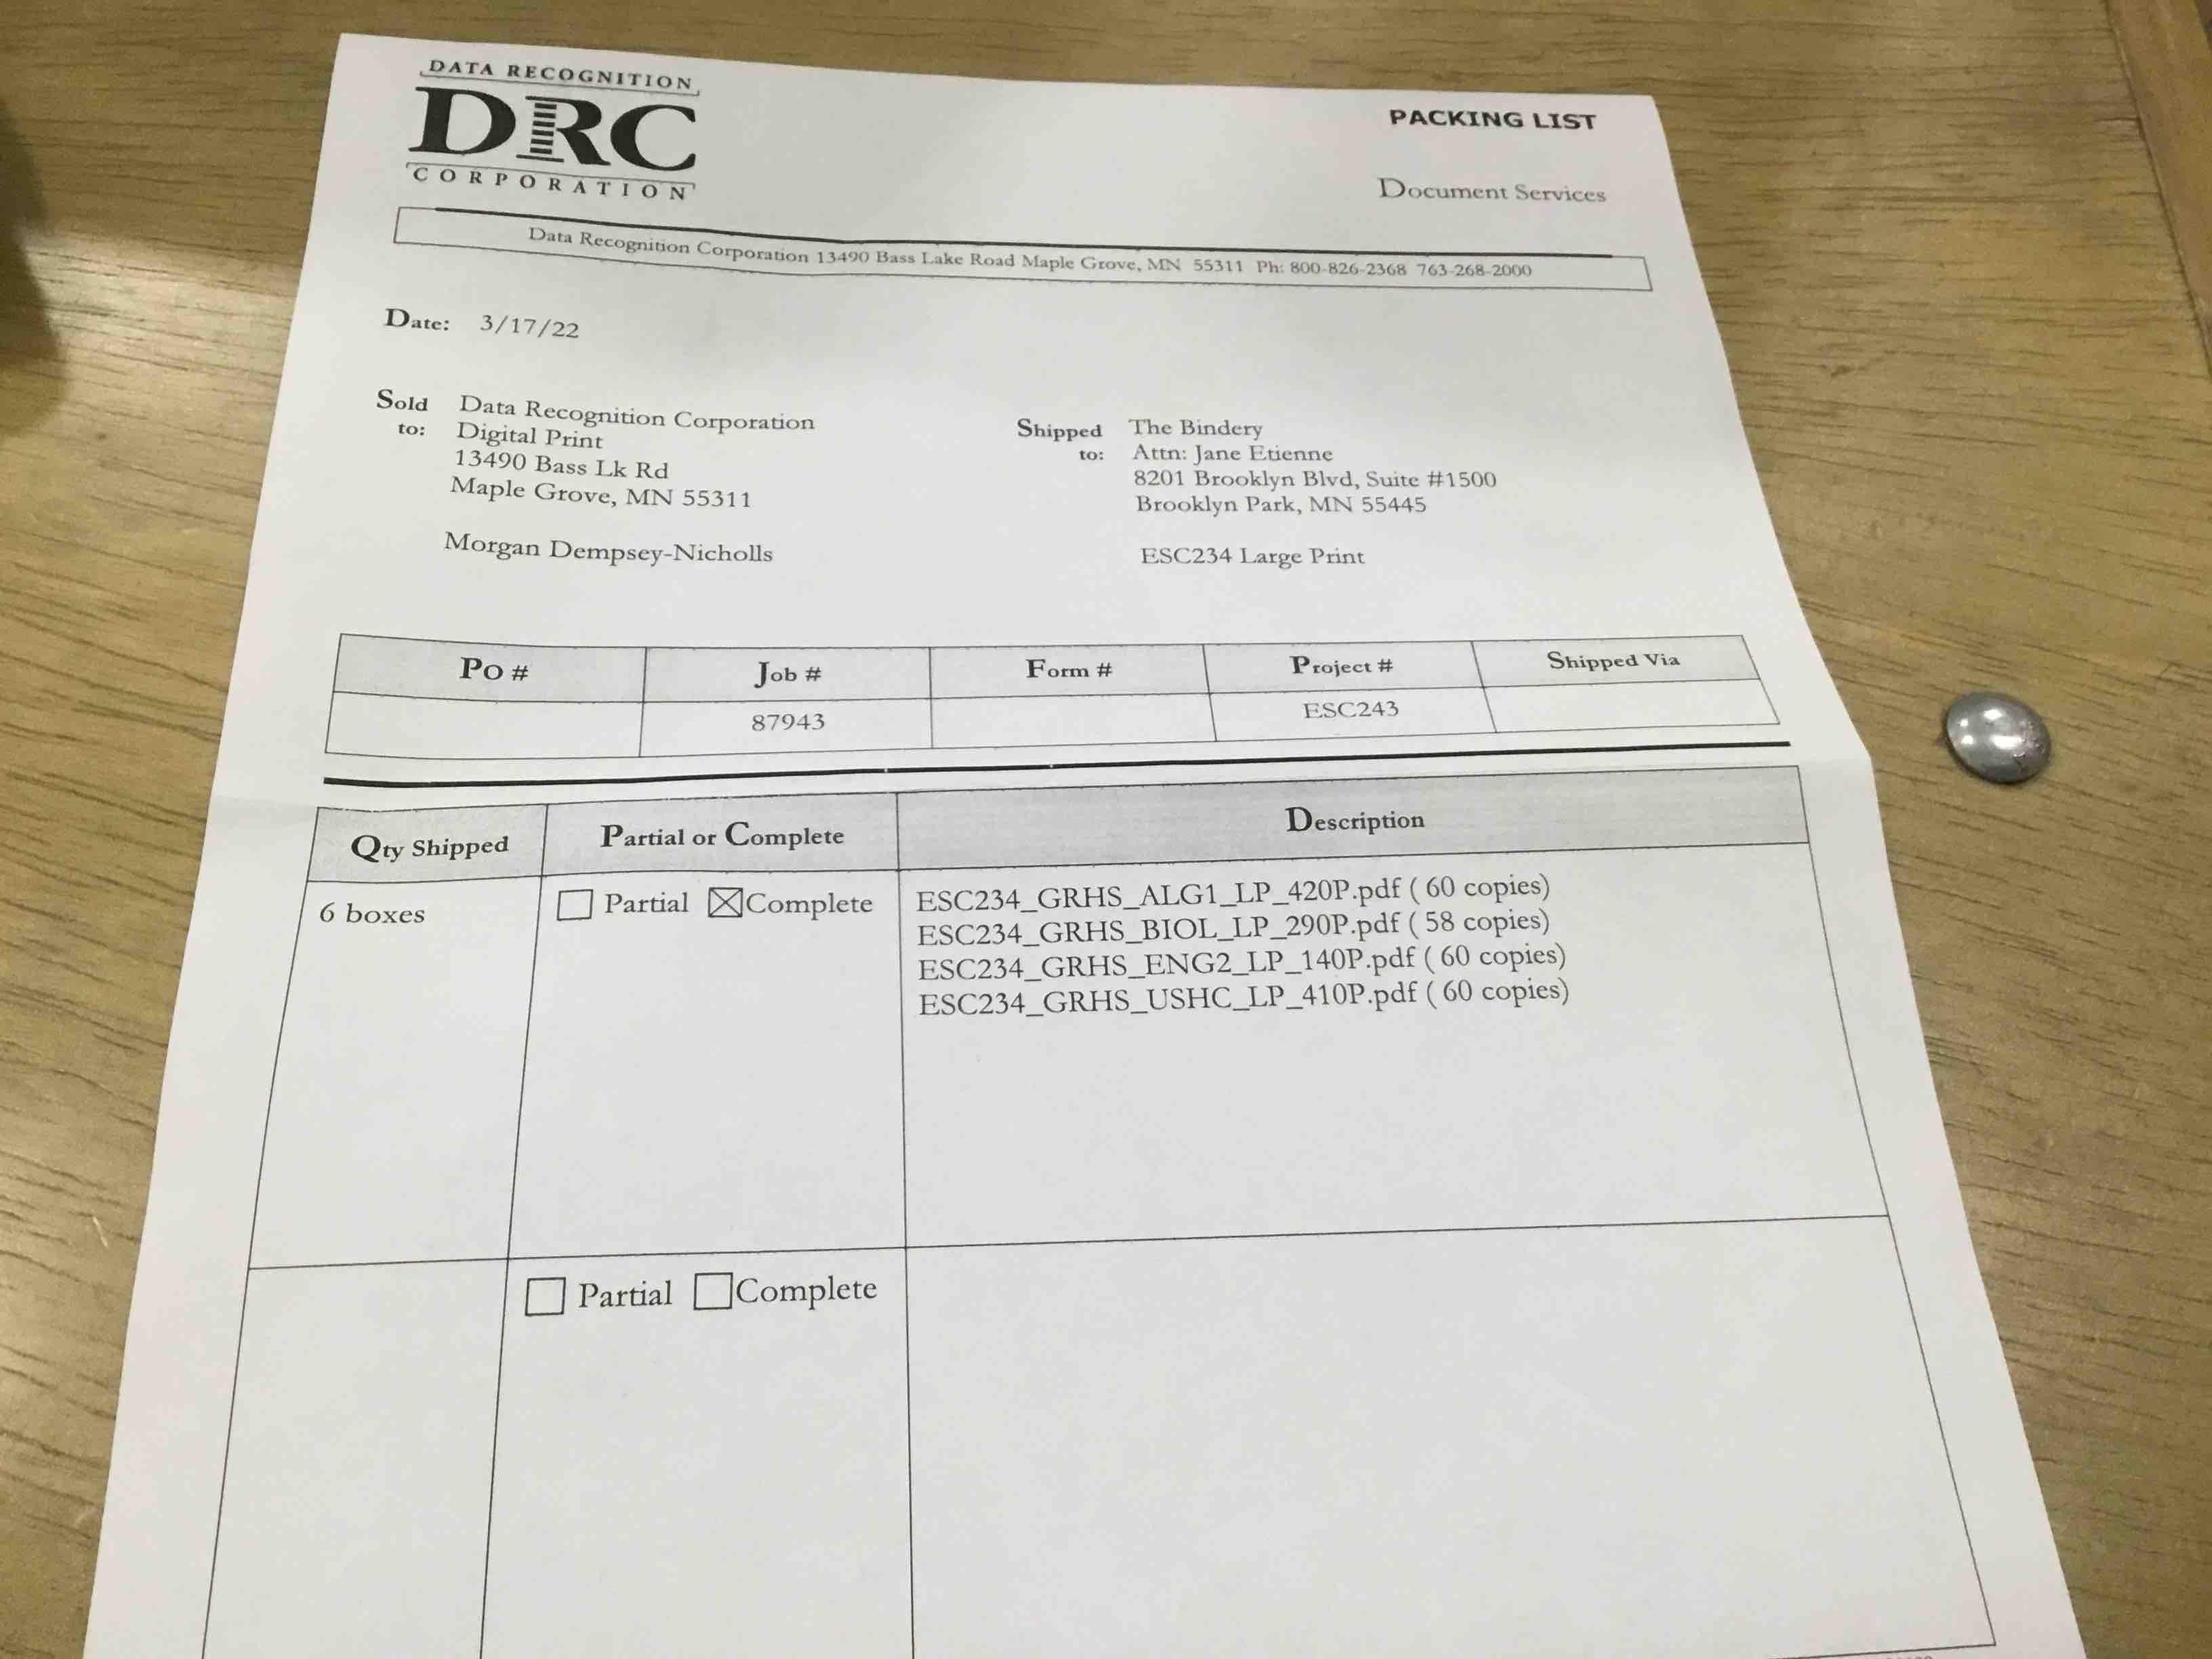 DATA RECOGNITION
DRC
CORPORATION
PACKING LIST
Document Services
Data Recognition Corporation 13490 Bass Lake Road Maple Grove, MN 55311 Ph: 800-826-2368 763-268-2000
Date: 3/17/22
Sold to: Data Recognition Corporation
Digital Print
13490 Bass Lk Rd
Maple Grove, MN 55311
Morgan Dempsey-Nicholls
Shipped to: The Bindery
Attn: Jane Etienne
8201 Brooklyn Blvd, Suite #1500
Brooklyn Park, MN 55445
ESC234 Large Print
Po # Job # Form # Project # Shipped Via
87943 ESC243
Qty Shipped Partial or Complete Description
6 boxes Partial Complete ESC234_GRHS_ALG1_LP_420P.pdf ( 60 copies)
ESC234_GRHS_BIOL_LP_290P.pdf ( 58 copies)
ESC234_GRHS_ENG2_LP_140P.pdf ( 60 copies)
ESC234_GRHS_USHC_LP_410P.pdf ( 60 copies)
Partial Complete